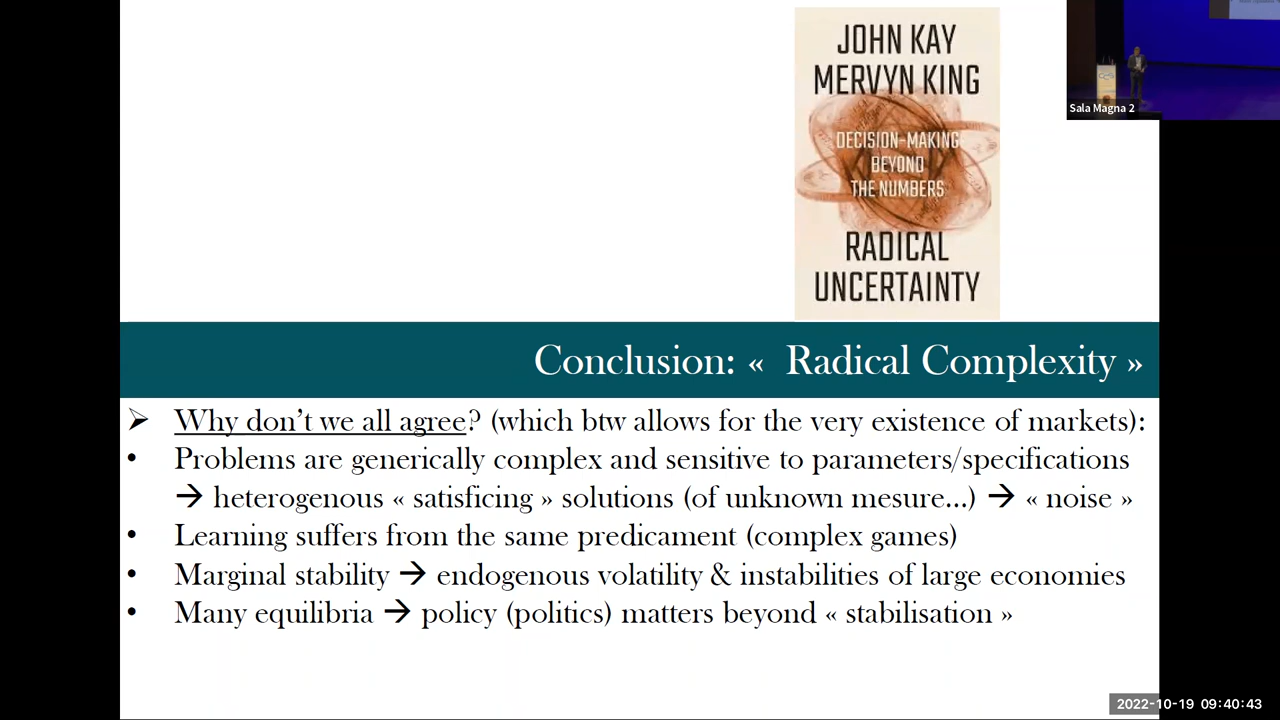 JOHN KAY
MERVYN KING
DECISION-MAKING
BEYOND
THE NUMBERS
RADICAL
UNCERTAINTY
Sala Magna 2
Conclusion: «  Radical Complexity »
➢ Why don’t we all agree? (which btw allows for the very existence of markets):
• Problems are generically complex and sensitive to parameters/specifications
→ heterogenous « satisficing » solutions (of unknown mesure…) → « noise »
• Learning suffers from the same predicament (complex games)
• Marginal stability → endogenous volatility & instabilities of large economies
• Many equilibria → policy (politics) matters beyond « stabilisation »
2022-10-19 09:40:43